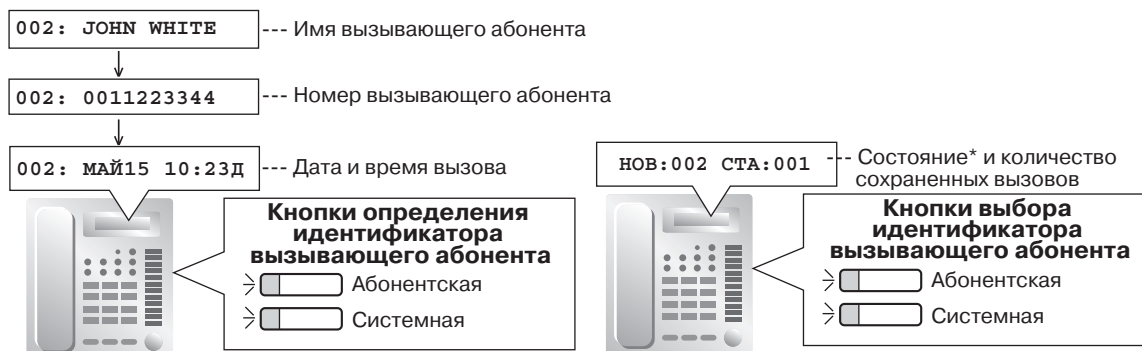 002: JOHN WHITE
--- Имя вызывающего абонента
002: 0011223344
--- Номер вызывающего абонента
002: МАЙ15 10:23Д
--- Дата и время вызова
Кнопки определения
идентификатора
вызывающего абонента
Абонентская
Системная
НОВ:002 СТА:001
--- Состояние* и количество
сохраненных вызовов
Кнопки выбора
идентификатора
вызывающего абонента
Абонентская
Системная